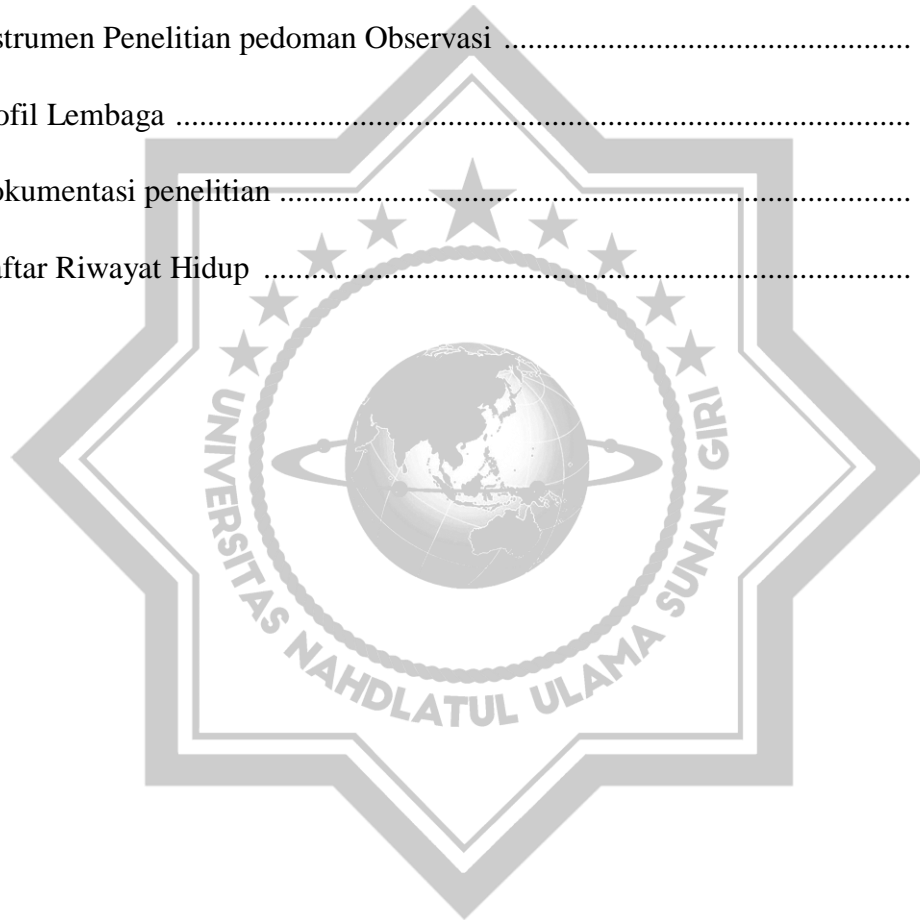 strumen Penelitian pedoman Observasi ....................................................
ofil Lembaga .............................................................................................
okumentasi penelitian ................................................................................
aftar Riwayat Hidup ..................................................................................
UNIVERSITAS NAHDLATUL ULAMA SUNAN GIRI